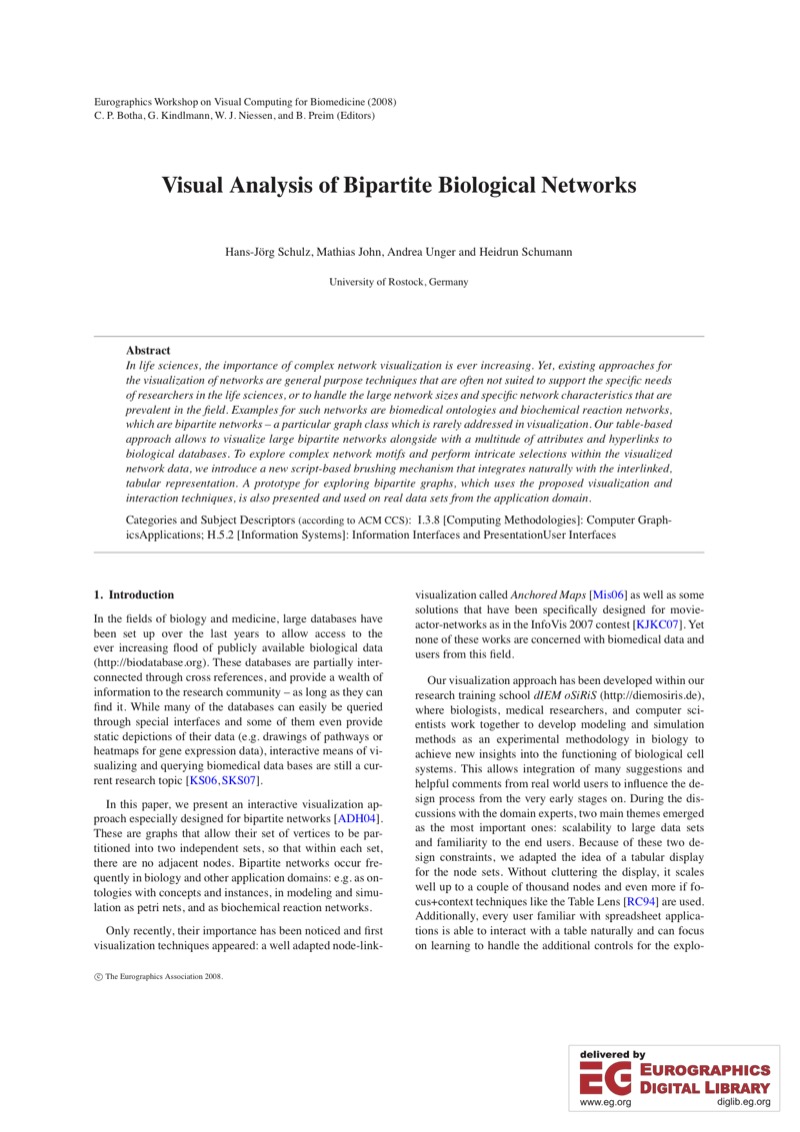 Eurographics Workshop on Visual Computing for Biomedicine (2008)
C. P. Botha, G. Kindlmann, W. J. Niessen, and B. Preim (Editors)
Visual Analysis of Bipartite Biological Networks
Hans-Jörg Schulz, Mathias John, Andrea Unger and Heidrun Schumann
University of Rostock, Germany
Abstract
In life sciences, the importance of complex network visualization is ever increasing. Yet, existing approaches for
the visualization of networks are general purpose techniques that are often not suited to support the specific needs
of researchers in the life sciences, or to handle the large network sizes and specific network characteristics that are
prevalent in the field. Examples for such networks are biomedical ontologies and biochemical reaction networks,
which are bipartite networks – a particular graph class which is rarely addressed in visualization. Our table-based
approach allows to visualize large bipartite networks alongside with a multitude of attributes and hyperlinks to
biological databases. To explore complex network motifs and perform intricate selections within the visualized
network data, we introduce a new script-based brushing mechanism that integrates naturally with the interlinked,
tabular representation. A prototype for exploring bipartite graphs, which uses the proposed visualization and
interaction techniques, is also presented and used on real data sets from the application domain.
Categories and Subject Descriptors (according to ACM CCS): I.3.8 [Computing Methodologies]: Computer Graph-
icsApplications; H.5.2 [Information Systems]: Information Interfaces and PresentationUser Interfaces
1. Introduction
In the fields of biology and medicine, large databases have
been set up over the last years to allow access to the
ever increasing flood of publicly available biological data
(http://biodatabase.org). These databases are partially inter-
connected through cross references, and provide a wealth of
information to the research community – as long as they can
find it. While many of the databases can easily be queried
through special interfaces and some of them even provide
static depictions of their data (e.g. drawings of pathways or
heatmaps for gene expression data), interactive means of vi-
sualizing and querying biomedical data bases are still a cur-
rent research topic [KS06,SKS07].
In this paper, we present an interactive visualization ap-
proach especially designed for bipartite networks [ADH04].
These are graphs that allow their set of vertices to be par-
titioned into two independent sets, so that within each set,
there are no adjacent nodes. Bipartite networks occur fre-
quently in biology and other application domains: e.g. as on-
tologies with concepts and instances, in modeling and simu-
lation as petri nets, and as biochemical reaction networks.
Only recently, their importance has been noticed and first
visualization techniques appeared: a well adapted node-link-
visualization called Anchored Maps [Mis06] as well as some
solutions that have been specifically designed for movie-
actor-networks as in the InfoVis 2007 contest [KJKC07]. Yet
none of these works are concerned with biomedical data and
users from this field.
Our visualization approach has been developed within our
research training school dIEM oSiRiS (http://diemosiris.de),
where biologists, medical researchers, and computer sci-
entists work together to develop modeling and simulation
methods as an experimental methodology in biology to
achieve new insights into the functioning of biological cell
systems. This allows integration of many suggestions and
helpful comments from real world users to influence the de-
sign process from the very early stages on. During the dis-
cussions with the domain experts, two main themes emerged
as the most important ones: scalability to large data sets
and familiarity to the end users. Because of these two de-
sign constraints, we adapted the idea of a tabular display
for the node sets. Without cluttering the display, it scales
well up to a couple of thousand nodes and even more if fo-
cus+context techniques like the Table Lens [RC94] are used.
Additionally, every user familiar with spreadsheet applica-
tions is able to interact with a table naturally and can focus
on learning to handle the additional controls for the explo-
© The Eurographics Association 2008.
delivered by
EG EUROGRAPHICS
DIGITAL LIBRARY
www.eg.org diglib.eg.org